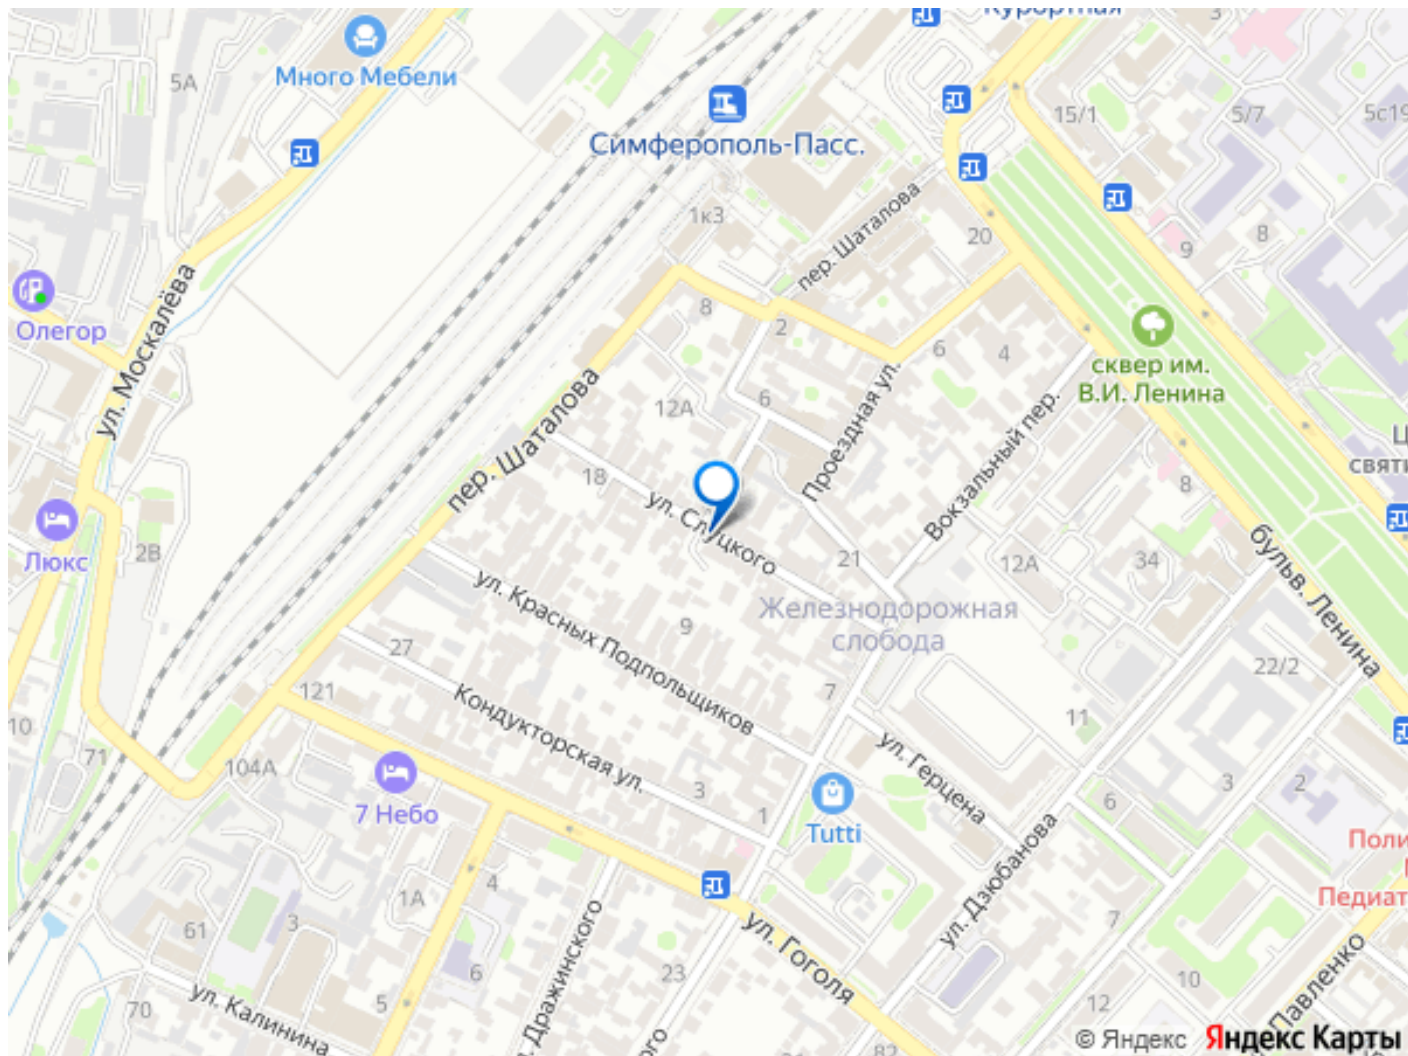 Курортная
3
Много Мебели
5А
15/1
5/7
5с19
Симферополь-Пасс.
1к3
пер. Шаталова
20
8
9
Олегор
ул. Москалёва
8
2
6
4
сквер им.
В.И. Ленина
12А
6
Проездная ул.
Вокзальный пер.
пер. Шаталова
18
ул. Слуцкого
8
бульв. Ленина
Люкс
2В
21
12А
34
ул. Красных Подпольщиков
9
Железнодорожная
слобода
27
22/2
121
Кондукторская ул.
7
11
10
71
104А
7 Небо
3
1
Tutti
ул. Герцена
6
3
2
ул. Дзюбанова
4
1А
61
3
6
ул. Гоголя
23
7
10
12
Павленко
70
ул. Калинина
5
Дражинского
82
© Яндекс Яндекс Карты